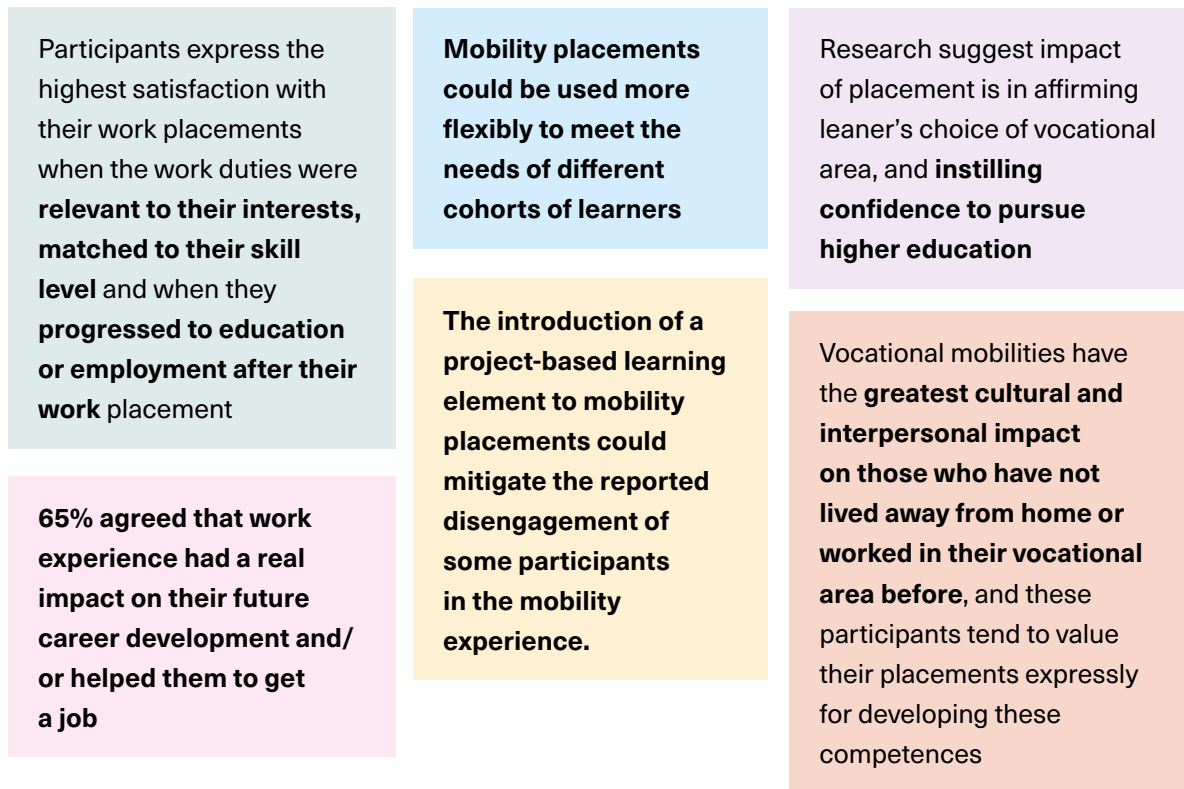 Participants express the
highest satisfaction with
their work placements
when the work duties were
relevant to their interests,
matched to their skill
level and when they
progressed to education
or employment after their
work placement
65% agreed that work
experience had a real
impact on their future
career development and/
or helped them to get
a job
Mobility placements
could be used more
flexibly to meet the
needs of different
cohorts of learners
The introduction of a
project-based learning
element to mobility
placements could
mitigate the reported
disengagement of
some participants
in the mobility
experience.
Research suggest impact
of placement is in affirming
leaner’s choice of vocational
area, and instilling
confidence to pursue
higher education
Vocational mobilities have
the greatest cultural and
interpersonal impact
on those who have not
lived away from home or
worked in their vocational
area before, and these
participants tend to value
their placements expressly
for developing these
competences